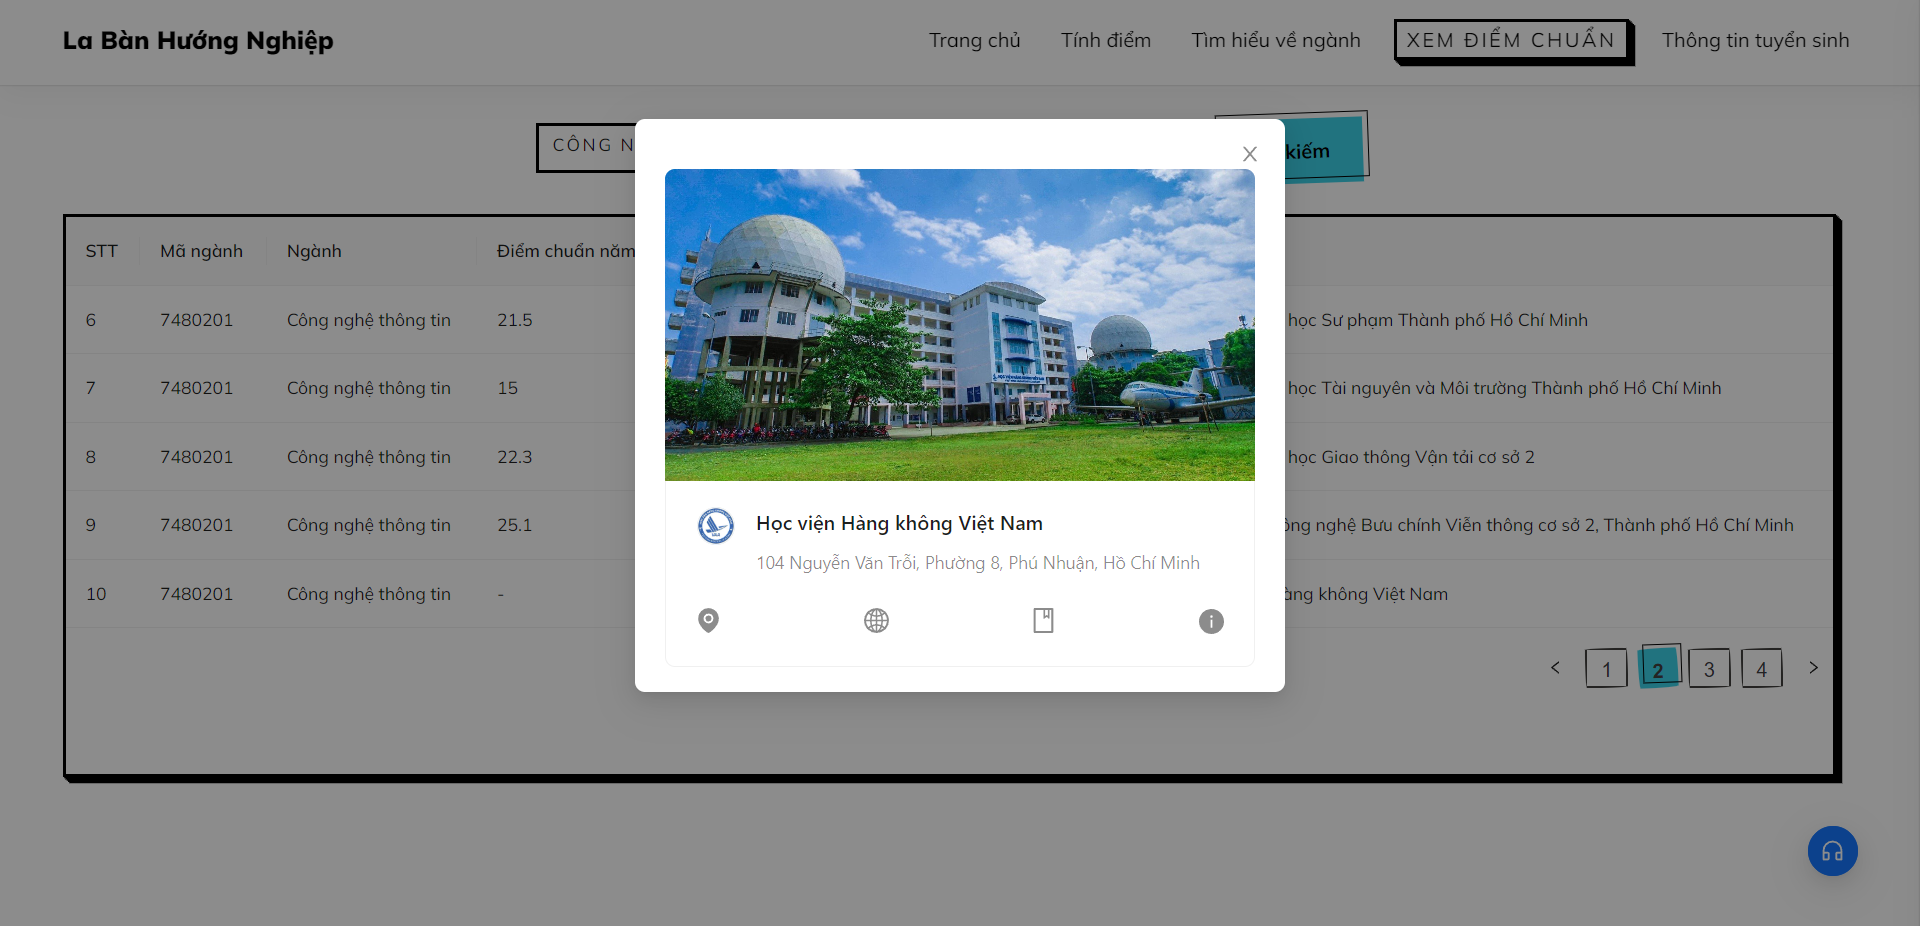 La Bàn Hướng Nghiệp
Trang chủ
Tính điểm
Tìm hiểu về ngành
XEM ĐIỂM CHUẨN
Thông tin tuyển sinh
CÔNG N
kiếm
STT Mã ngành Ngành Điểm chuẩn năm
6 7480201 Công nghệ thông tin 21.5 học Sư phạm Thành phố Hồ Chí Minh
7 7480201 Công nghệ thông tin 15 học Tài nguyên và Môi trường Thành phố Hồ Chí Minh
8 7480201 Công nghệ thông tin 22.3 học Giao thông Vận tải cơ sở 2
9 7480201 Công nghệ thông tin 25.1 ông nghệ Bưu chính Viễn thông cơ sở 2, Thành phố Hồ Chí Minh
10 7480201 Công nghệ thông tin - àng không Việt Nam
HỌC VIỆN HÀNG KHÔNG VIỆT NAM
Học viện Hàng không Việt Nam
104 Nguyễn Văn Trỗi, Phường 8, Phú Nhuận, Hồ Chí Minh
< 1 2 3 4 >